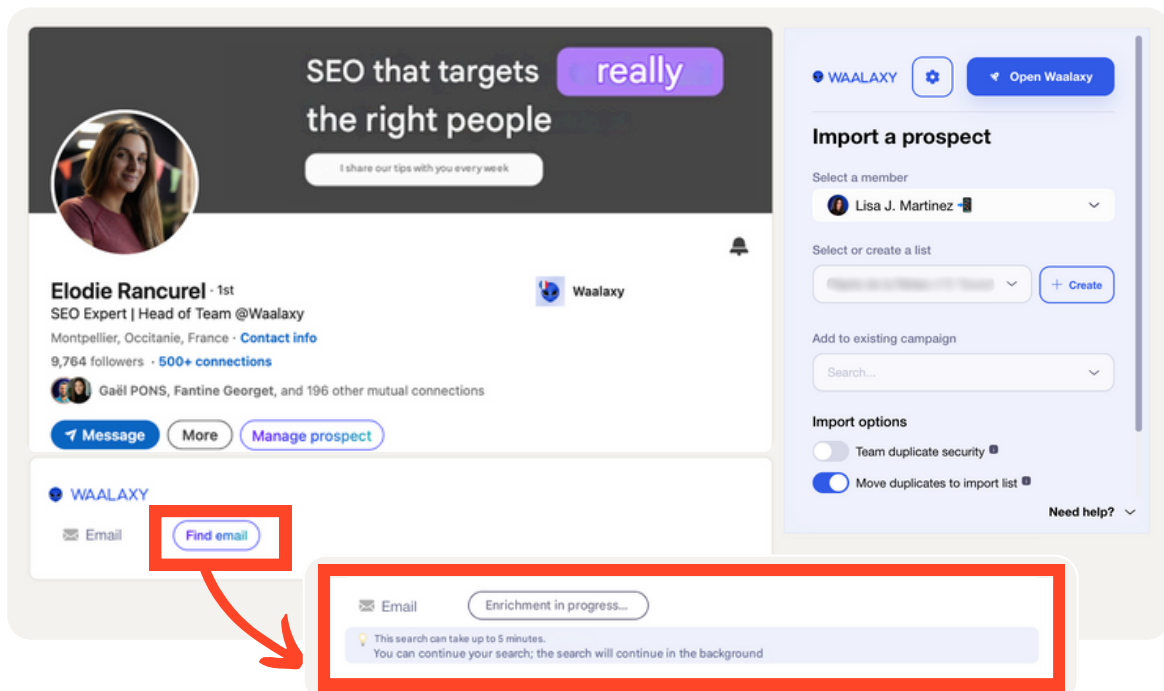 SEO that targets really
the right people
I share our tips with you every week
Elodie Rancurel · 1st
SEO Expert | Head of Team @Waalaxy
Waalaxy
Montpellier, Occitanie, France · Contact info
9,764 followers · 500+ connections
Gaël PONS, Fantine Georget, and 196 other mutual connections
Message More Manage prospect
WAALAXY
Email Find email
WAALAXY Open Waalaxy
Import a prospect
Select a member
Lisa J. Martinez
Select or create a list
+ Create
Add to existing campaign
Search...
Import options
Team duplicate security
Move duplicates to import list
Need help?
Email Enrichment in progress...
This search can take up to 5 minutes.
You can continue your search; the search will continue in the background